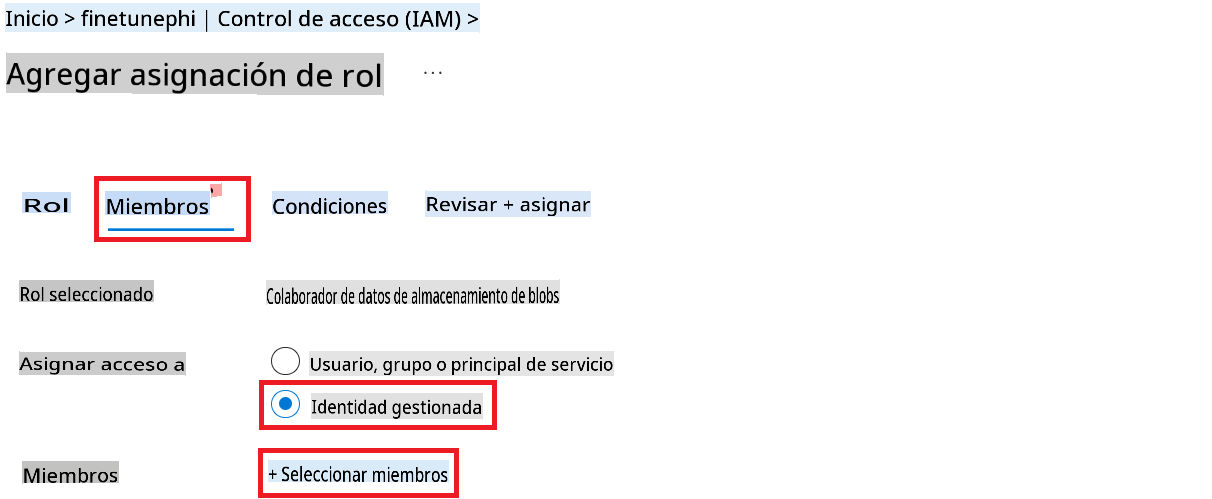 Inicio > finetunephi | Control de acceso (IAM) >
Agregar asignación de rol ...
Rol Miembros Condiciones Revisar + asignar
Rol seleccionado Colaborador de datos de almacenamiento de blobs
Asignar acceso a Usuario, grupo o principal de servicio
Identidad gestionada
Miembros + Seleccionar miembros